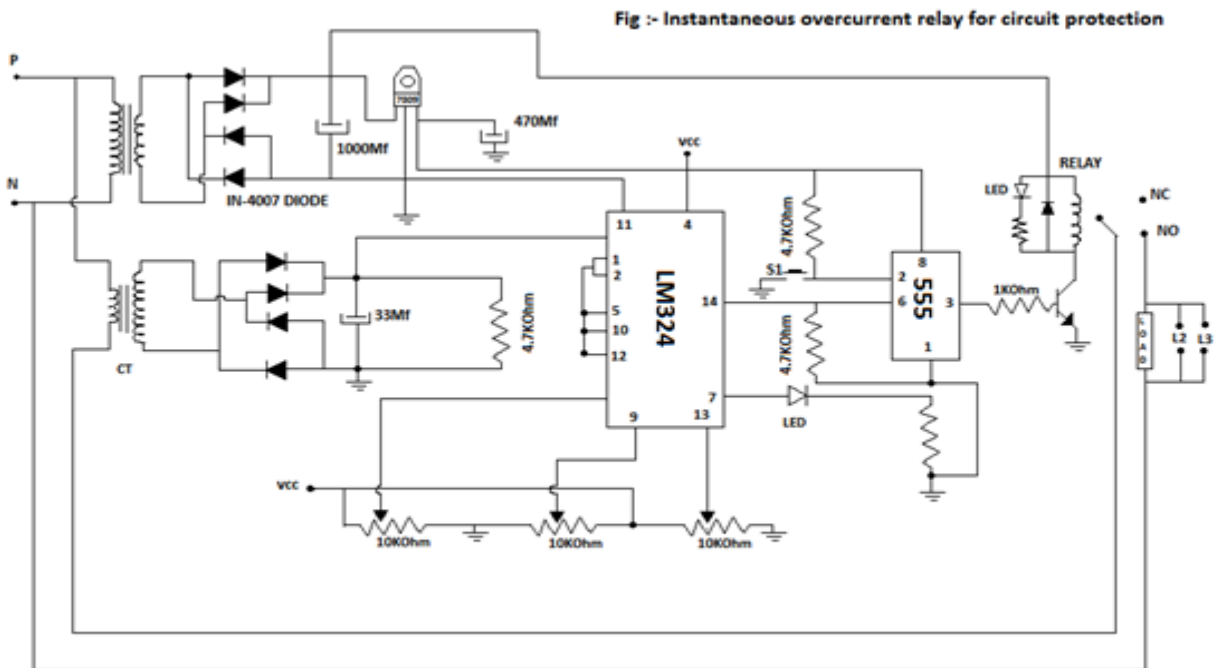 Fig :- Instantaneous overcurrent relay for circuit protection
P
N
7809
470Mf
1000Mf
IN-4007 DIODE
vcc
RELAY
LED
NC
NO
11
4
4.7KOhm
S1
8
2
6
3
555
1
1KOhm
LOAD
L2
L3
1
2
5
10
12
LM324
14
7
9
13
33Mf
4.7KOhm
CT
4.7KOhm
LED
vcc
10KOhm
10KOhm
10KOhm